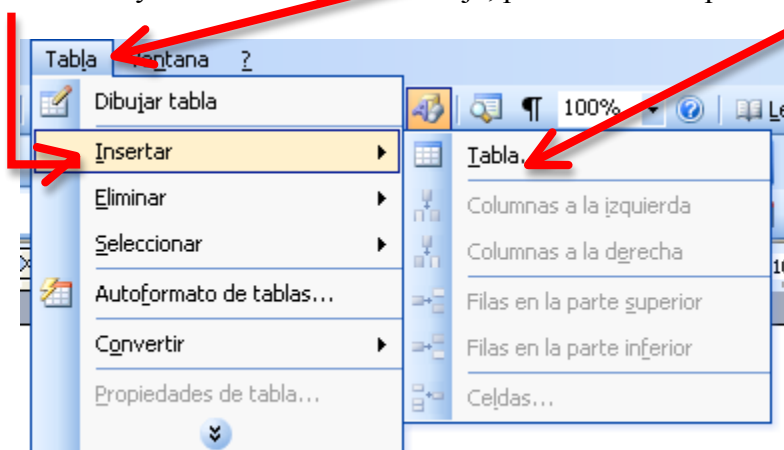 Tabla Ventana ?
Dibujar tabla
100%
Insertar
Tabla...
Eliminar
Columnas a la izquierda
Seleccionar
Columnas a la derecha
Autoformato de tablas...
Filas en la parte superior
Convertir
Filas en la parte inferior
Propiedades de tabla...
Celdas...